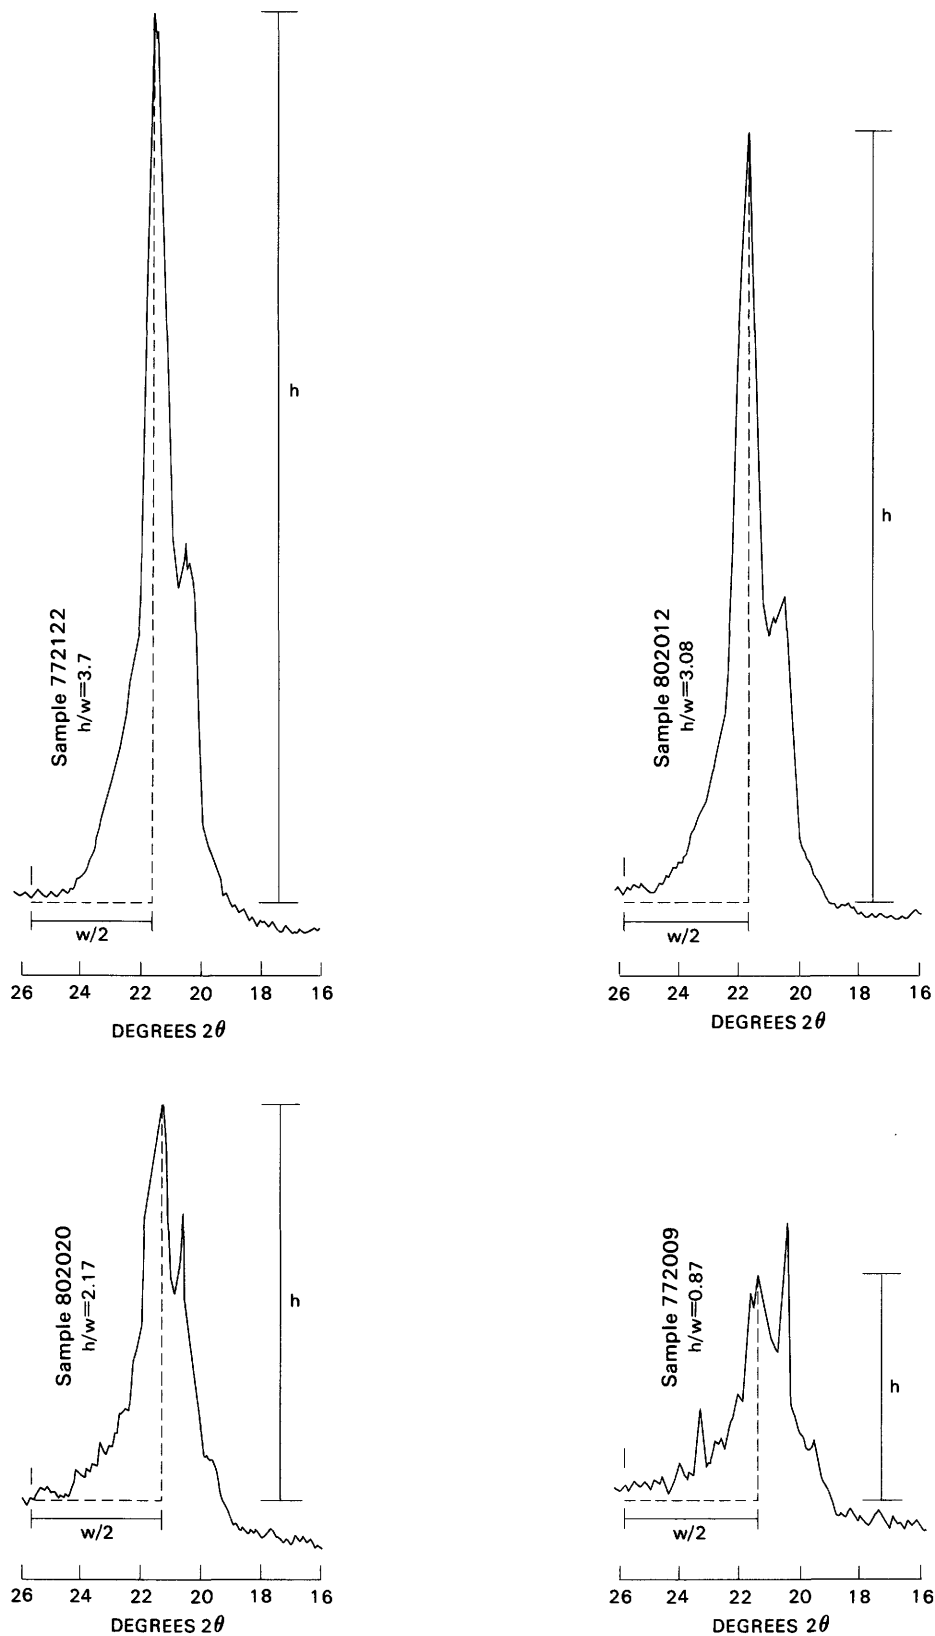 h
h
Sample 772122
h/w=3.7
Sample 802012
h/w=3.08
w/2
w/2
26 24 22 20 18 16
26 24 22 20 18 16
DEGREES 2θ
DEGREES 2θ
Sample 802020
h/w=2.17
h
Sample 772009
h/w=0.87
h
w/2
w/2
26 24 22 20 18 16
26 24 22 20 18 16
DEGREES 2θ
DEGREES 2θ